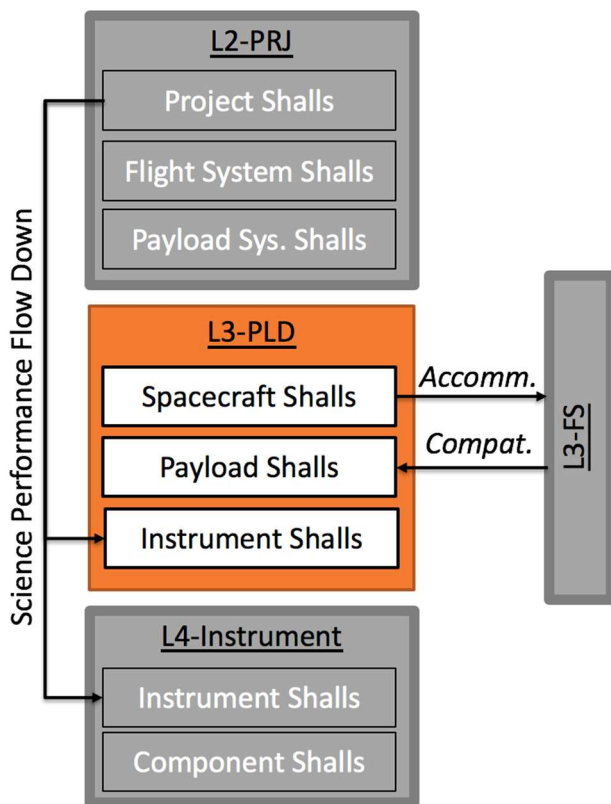 L2-PRJ
Project Shalls
Flight System Shalls
Payload Sys. Shalls
Science Performance Flow Down
L3-PLD
Spacecraft Shalls
Payload Shalls
Instrument Shalls
Accomm.
Compat.
L3-FS
L4-Instrument
Instrument Shalls
Component Shalls